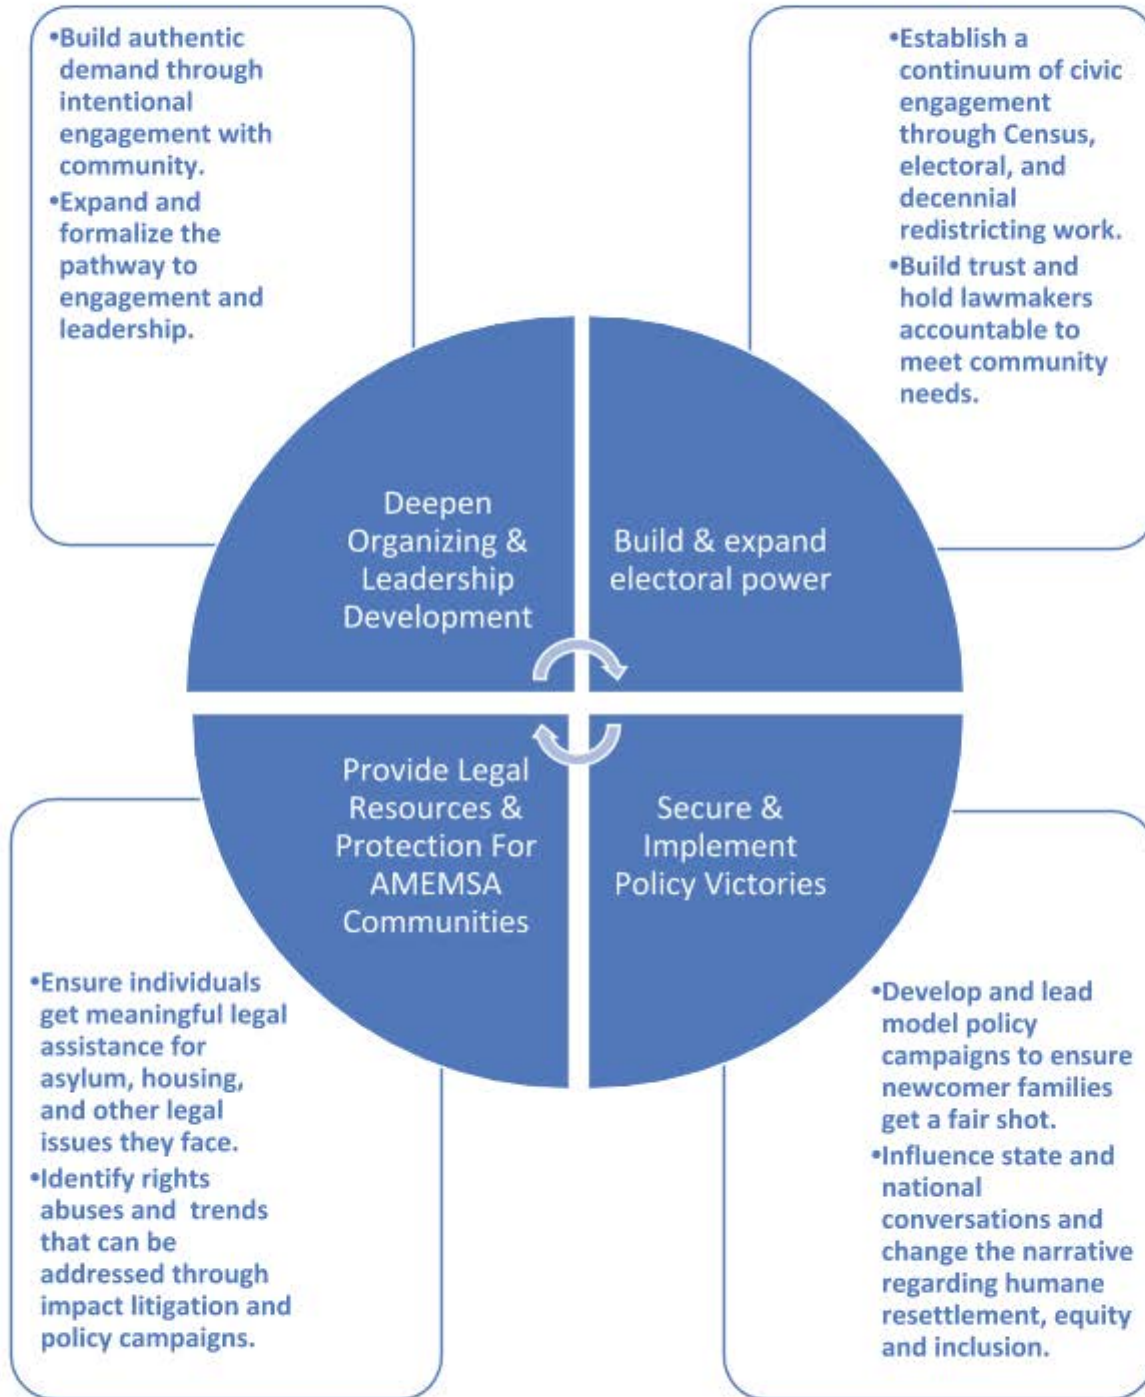 •Build authentic
demand through
intentional
engagement with
community.
•Expand and
formalize the
pathway to
engagement and
leadership.
•Establish a
continuum of civic
engagement
through Census,
electoral, and
decennial
redistricting work.
•Build trust and
hold lawmakers
accountable to
meet community
needs.
Deepen
Organizing &
Leadership
Development
Build & expand
electoral power
Provide Legal
Resources &
Protection For
AMEMSA
Communities
Secure &
Implement
Policy Victories
•Ensure individuals
get meaningful legal
assistance for
asylum, housing,
and other legal
issues they face.
•Identify rights
abuses and  trends
that can be
addressed through
impact litigation and
policy campaigns.
•Develop and lead
model policy
campaigns to ensure
newcomer families
get a fair shot.
•Influence state and
national
conversations and
change the narrative
regarding humane
resettlement, equity
and inclusion.